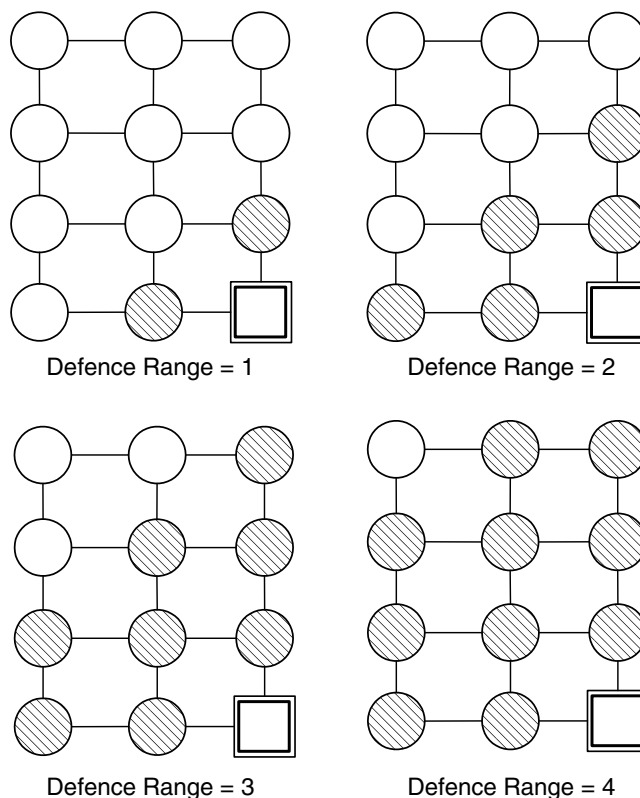 Defence Range = 1
Defence Range = 2
Defence Range = 3
Defence Range = 4